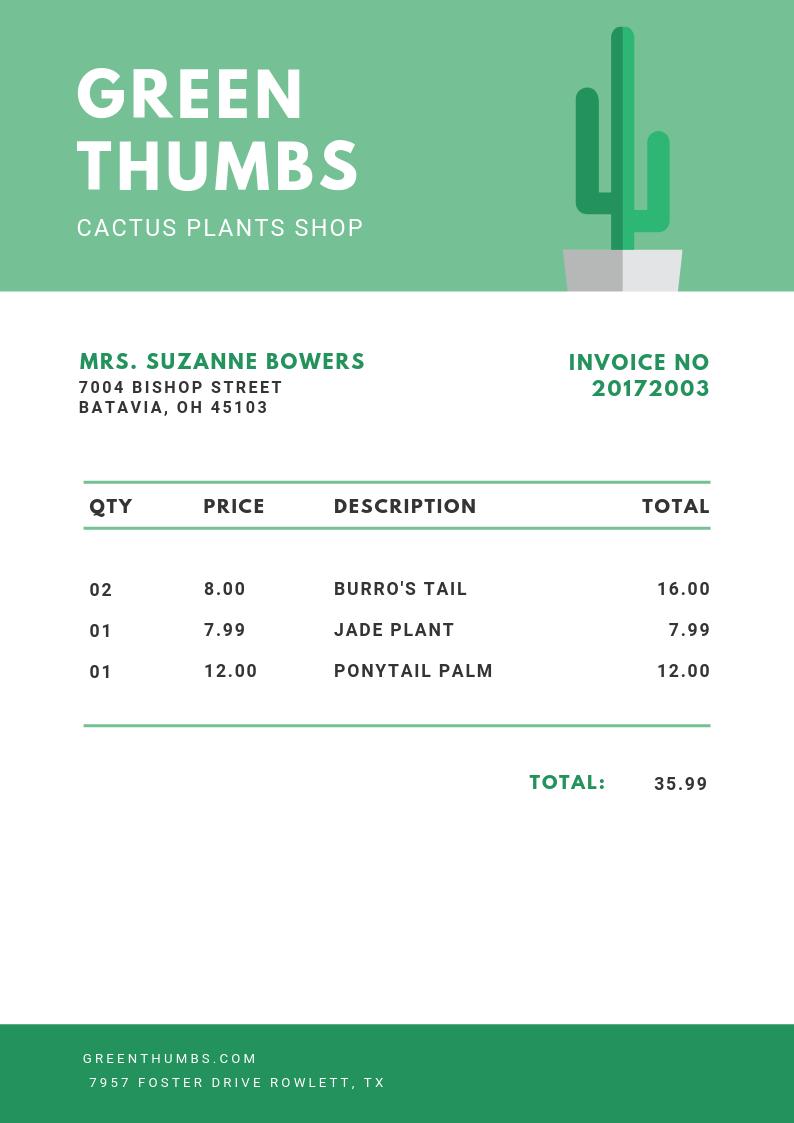 GREEN
THUMBS
CACTUS PLANTS SHOP
MRS. SUZANNE BOWERS
7004 BISHOP STREET
BATAVIA, OH 45103
INVOICE NO
20172003
QTY PRICE DESCRIPTION TOTAL
02 8.00 BURRO'S TAIL 16.00
01 7.99 JADE PLANT 7.99
01 12.00 PONYTAIL PALM 12.00
TOTAL: 35.99
GREENTHUMBS.COM
7957 FOSTER DRIVE ROWLETT, TX